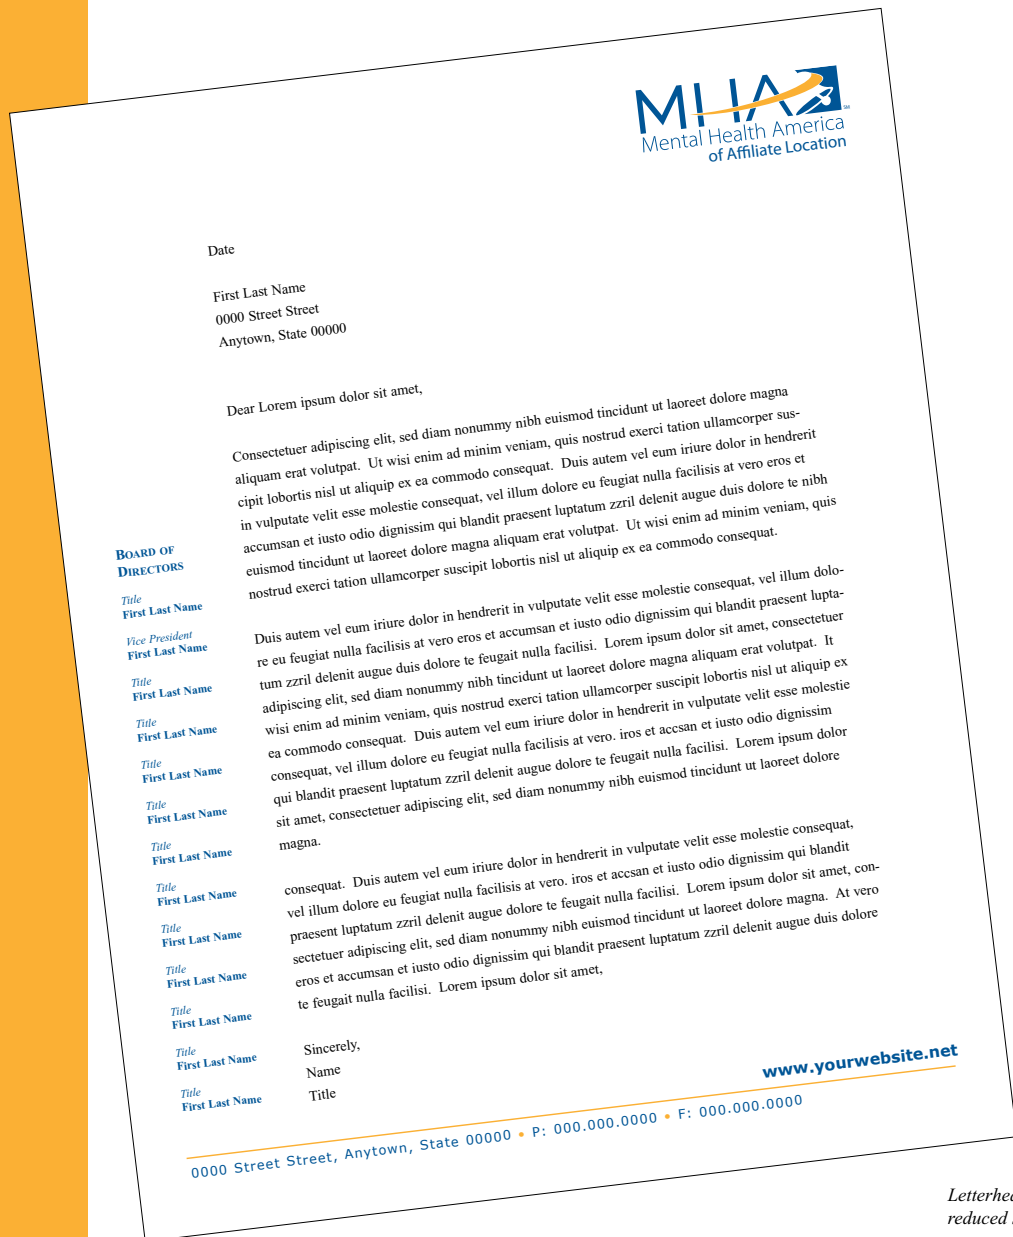 MHA
SM
Mental Health America
of Affiliate Location
Date
First Last Name
0000 Street Street
Anytown, State 00000
Dear Lorem ipsum dolor sit amet,
Consectetuer adipiscing elit, sed diam nonummy nibh euismod tincidunt ut laoreet dolore magna
aliquam erat volutpat.  Ut wisi enim ad minim veniam, quis nostrud exerci tation ullamcorper sus-
cipit lobortis nisl ut aliquip ex ea commodo consequat.  Duis autem vel eum iriure dolor in hendrerit
in vulputate velit esse molestie consequat, vel illum dolore eu feugiat nulla facilisis at vero eros et
accumsan et iusto odio dignissim qui blandit praesent luptatum zzril delenit augue duis dolore te nibh
euismod tincidunt ut laoreet dolore magna aliquam erat volutpat.  Ut wisi enim ad minim veniam, quis
nostrud exerci tation ullamcorper suscipit lobortis nisl ut aliquip ex ea commodo consequat.
Duis autem vel eum iriure dolor in hendrerit in vulputate velit esse molestie consequat, vel illum dolo-
re eu feugiat nulla facilisis at vero eros et accumsan et iusto odio dignissim qui blandit praesent lupta-
tum zzril delenit augue duis dolore te feugait nulla facilisi.  Lorem ipsum dolor sit amet, consectetuer
adipiscing elit, sed diam nonummy nibh tincidunt ut laoreet dolore magna aliquam erat volutpat.  It
wisi enim ad minim veniam, quis nostrud exerci tation ullamcorper suscipit lobortis nisl ut aliquip ex
ea commodo consequat.  Duis autem vel eum iriure dolor in hendrerit in vulputate velit esse molestie
consequat, vel illum dolore eu feugiat nulla facilisis at vero. iros et accsan et iusto odio dignissim
qui blandit praesent luptatum zzril delenit augue dolore te feugait nulla facilisi.  Lorem ipsum dolor
sit amet, consectetuer adipiscing elit, sed diam nonummy nibh euismod tincidunt ut laoreet dolore
magna.
consequat.  Duis autem vel eum iriure dolor in hendrerit in vulputate velit esse molestie consequat,
vel illum dolore eu feugiat nulla facilisis at vero. iros et accsan et iusto odio dignissim qui blandit
praesent luptatum zzril delenit augue dolore te feugait nulla facilisi.  Lorem ipsum dolor sit amet, con-
sectetuer adipiscing elit, sed diam nonummy nibh euismod tincidunt ut laoreet dolore magna.  At vero
eros et accumsan et iusto odio dignissim qui blandit praesent luptatum zzril delenit augue duis dolore
te feugait nulla facilisi.  Lorem ipsum dolor sit amet,
Sincerely,
Name
Title
BOARD OF
DIRECTORS
Title
First Last Name
Vice President
First Last Name
Title
First Last Name
Title
First Last Name
Title
First Last Name
Title
First Last Name
Title
First Last Name
Title
First Last Name
Title
First Last Name
Title
First Last Name
Title
First Last Name
Title
First Last Name
Title
First Last Name
www.yourwebsite.net
0000 Street Street, Anytown, State 00000 • P: 000.000.0000 • F: 000.000.0000
reduced